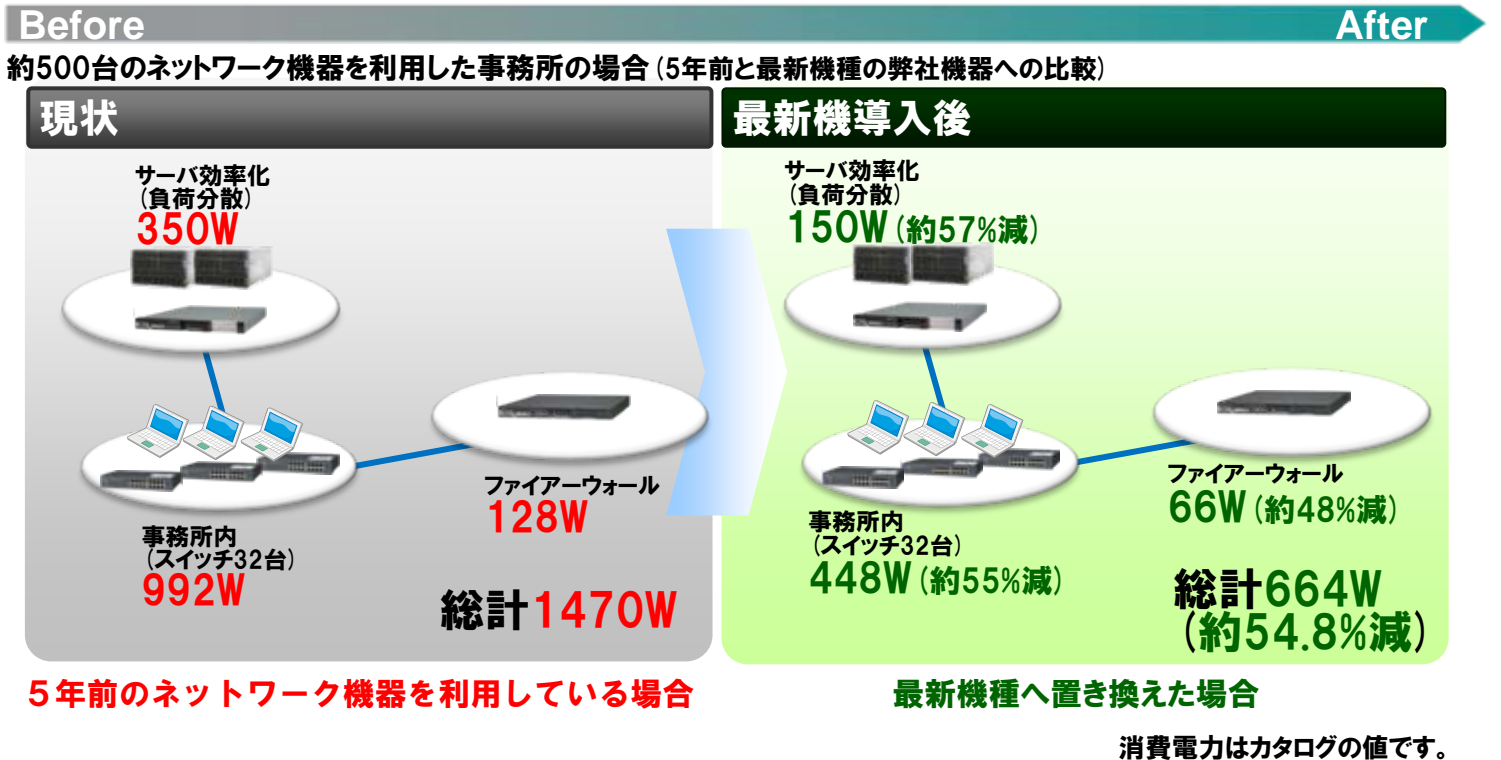 Before
After
約500台のネットワーク機器を利用した事務所の場合(5年前と最新機種の弊社機器への比較)
現状
サーバ効率化
(負荷分散)
350W
ファイアーウォール
128W
事務所内
(スイッチ32台)
992W
総計1470W
5年前のネットワーク機器を利用している場合
最新機導入後
サーバ効率化
(負荷分散)
150W(約57%減)
ファイアーウォール
66W(約48%減)
事務所内
(スイッチ32台)
448W(約55%減)
総計664W
(約54.8%減)
最新機種へ置き換えた場合
消費電力はカタログの値です。